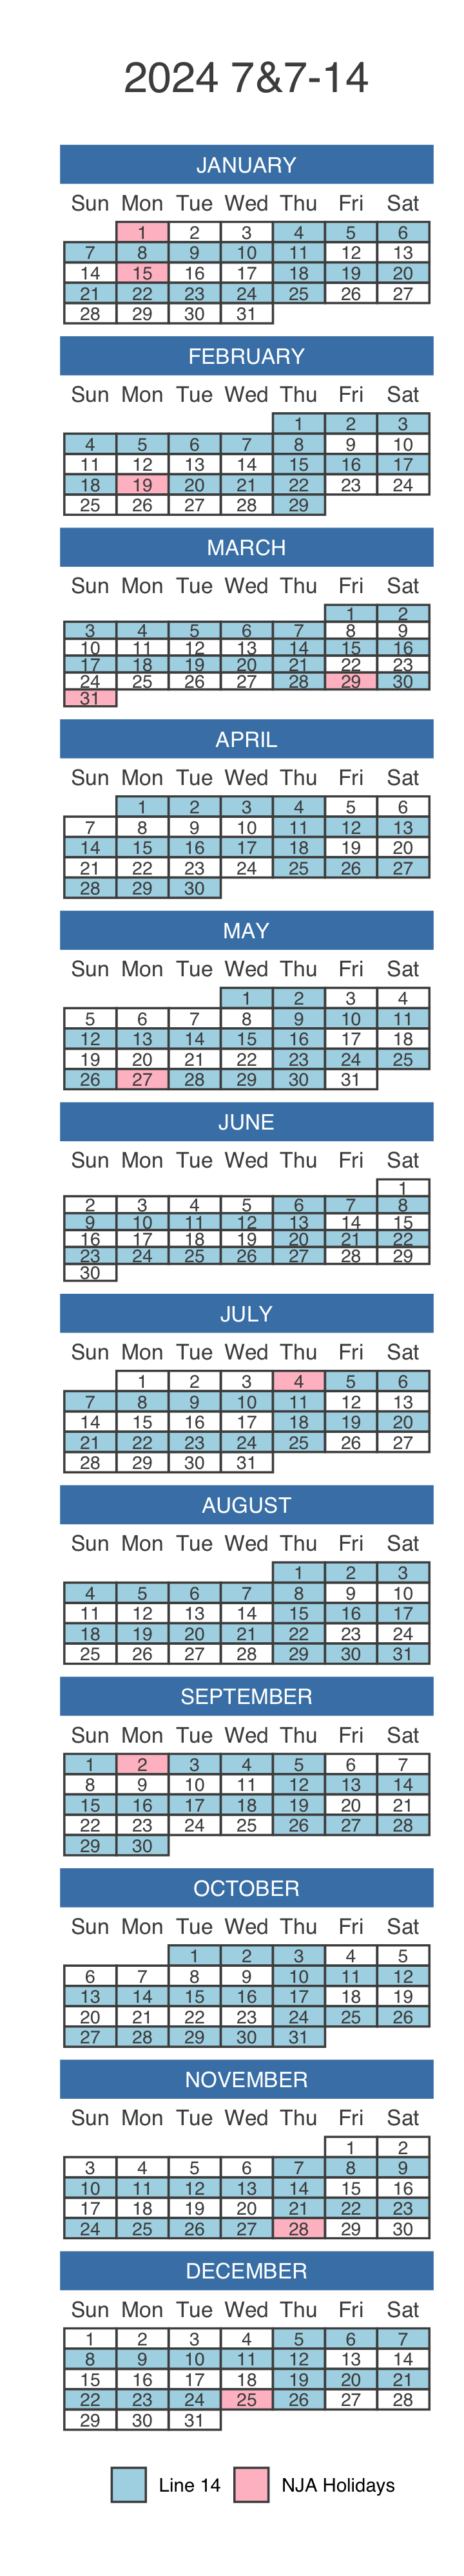 2024 7&7-14
JANUARY
Sun Mon Tue Wed Thu Fri Sat
1 2 3 4 5 6
7 8 9 10 11 12 13
14 15 16 17 18 19 20
21 22 23 24 25 26 27
28 29 30 31
FEBRUARY
Sun Mon Tue Wed Thu Fri Sat
1 2 3
4 5 6 7 8 9 10
11 12 13 14 15 16 17
18 19 20 21 22 23 24
25 26 27 28 29
MARCH
Sun Mon Tue Wed Thu Fri Sat
1 2
3 4 5 6 7 8 9
10 11 12 13 14 15 16
17 18 19 20 21 22 23
24 25 26 27 28 29 30
31
APRIL
Sun Mon Tue Wed Thu Fri Sat
1 2 3 4 5 6
7 8 9 10 11 12 13
14 15 16 17 18 19 20
21 22 23 24 25 26 27
28 29 30
MAY
Sun Mon Tue Wed Thu Fri Sat
1 2 3 4
5 6 7 8 9 10 11
12 13 14 15 16 17 18
19 20 21 22 23 24 25
26 27 28 29 30 31
JUNE
Sun Mon Tue Wed Thu Fri Sat
1
2 3 4 5 6 7 8
9 10 11 12 13 14 15
16 17 18 19 20 21 22
23 24 25 26 27 28 29
30
JULY
Sun Mon Tue Wed Thu Fri Sat
1 2 3 4 5 6
7 8 9 10 11 12 13
14 15 16 17 18 19 20
21 22 23 24 25 26 27
28 29 30 31
AUGUST
Sun Mon Tue Wed Thu Fri Sat
1 2 3
4 5 6 7 8 9 10
11 12 13 14 15 16 17
18 19 20 21 22 23 24
25 26 27 28 29 30 31
SEPTEMBER
Sun Mon Tue Wed Thu Fri Sat
1 2 3 4 5 6 7
8 9 10 11 12 13 14
15 16 17 18 19 20 21
22 23 24 25 26 27 28
29 30
OCTOBER
Sun Mon Tue Wed Thu Fri Sat
1 2 3 4 5
6 7 8 9 10 11 12
13 14 15 16 17 18 19
20 21 22 23 24 25 26
27 28 29 30 31
NOVEMBER
Sun Mon Tue Wed Thu Fri Sat
1 2
3 4 5 6 7 8 9
10 11 12 13 14 15 16
17 18 19 20 21 22 23
24 25 26 27 28 29 30
DECEMBER
Sun Mon Tue Wed Thu Fri Sat
1 2 3 4 5 6 7
8 9 10 11 12 13 14
15 16 17 18 19 20 21
22 23 24 25 26 27 28
29 30 31
Line 14 NJA Holidays